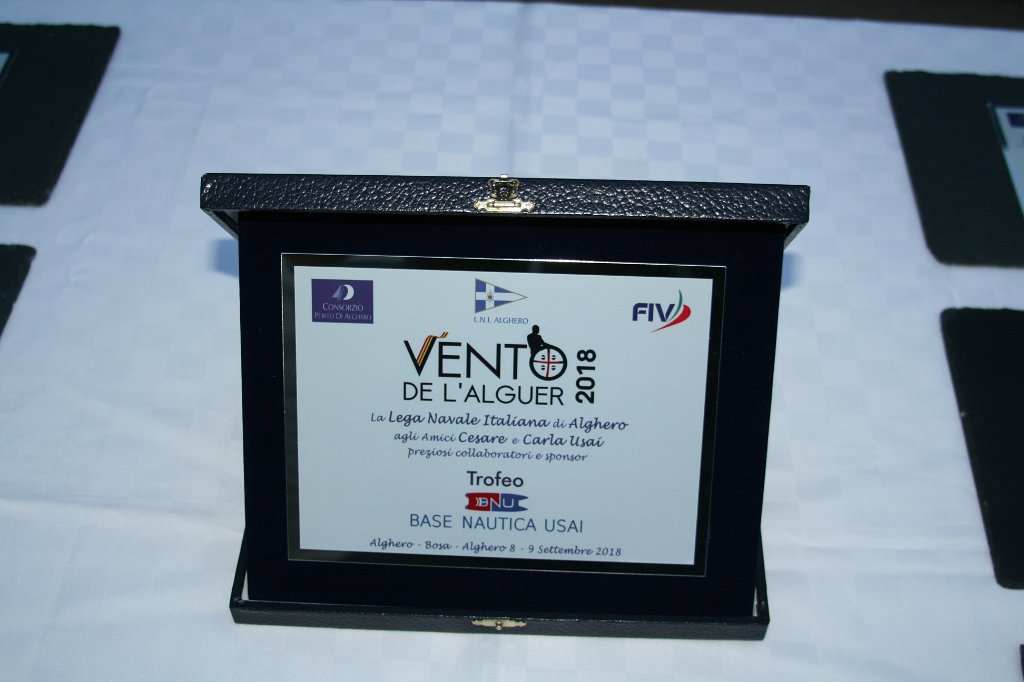 CONSORZIO
PORTO DI ALGHERO
L.N.I. ALGHERO
FIV
VENTO
DE L'ALGUER
2018
La Lega Navale Italiana di Alghero
agli Amici Cesare e Carla Usai
preziosi collaboratori e sponsor
Trofeo
BNU
BASE NAUTICA USAI
Alghero - Bosa - Alghero 8 - 9 Settembre 2018